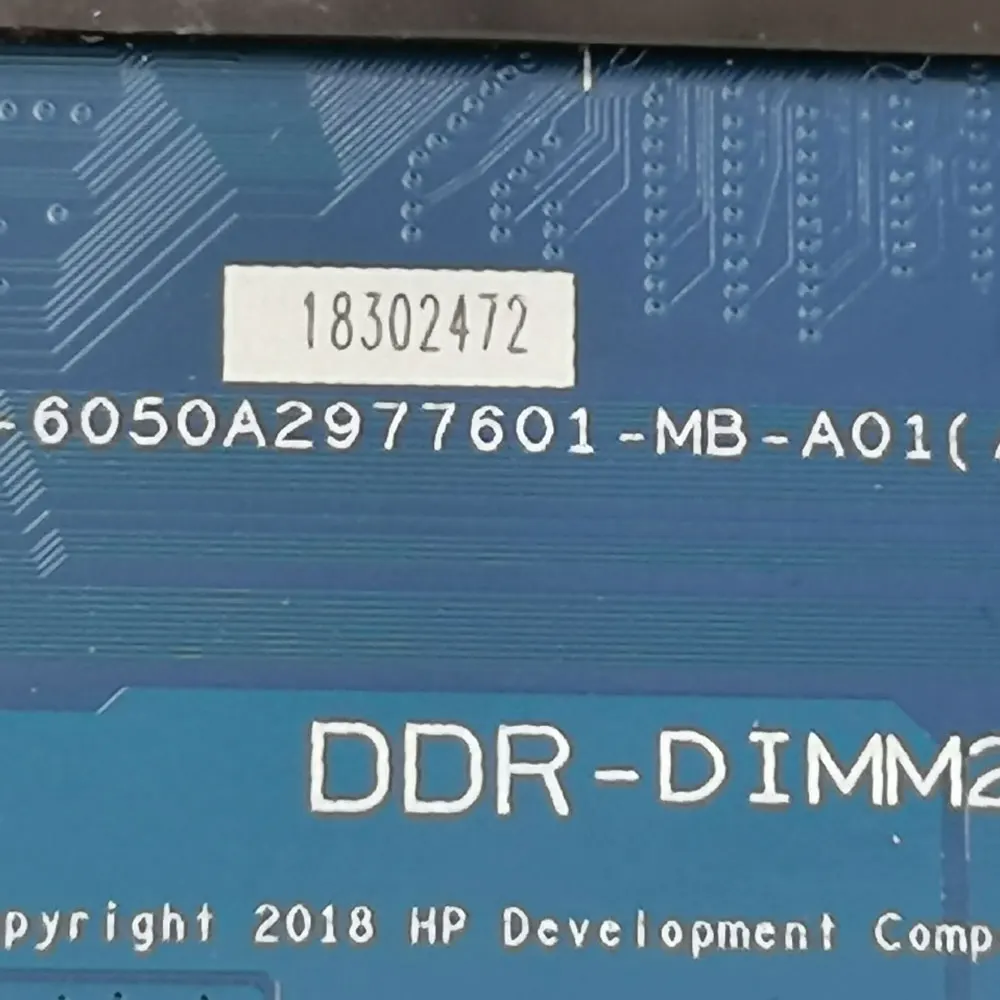 18302472
-6050A2977601-MB-A01(
DDR-DIMM2
pyright 2018 HP Development Comp